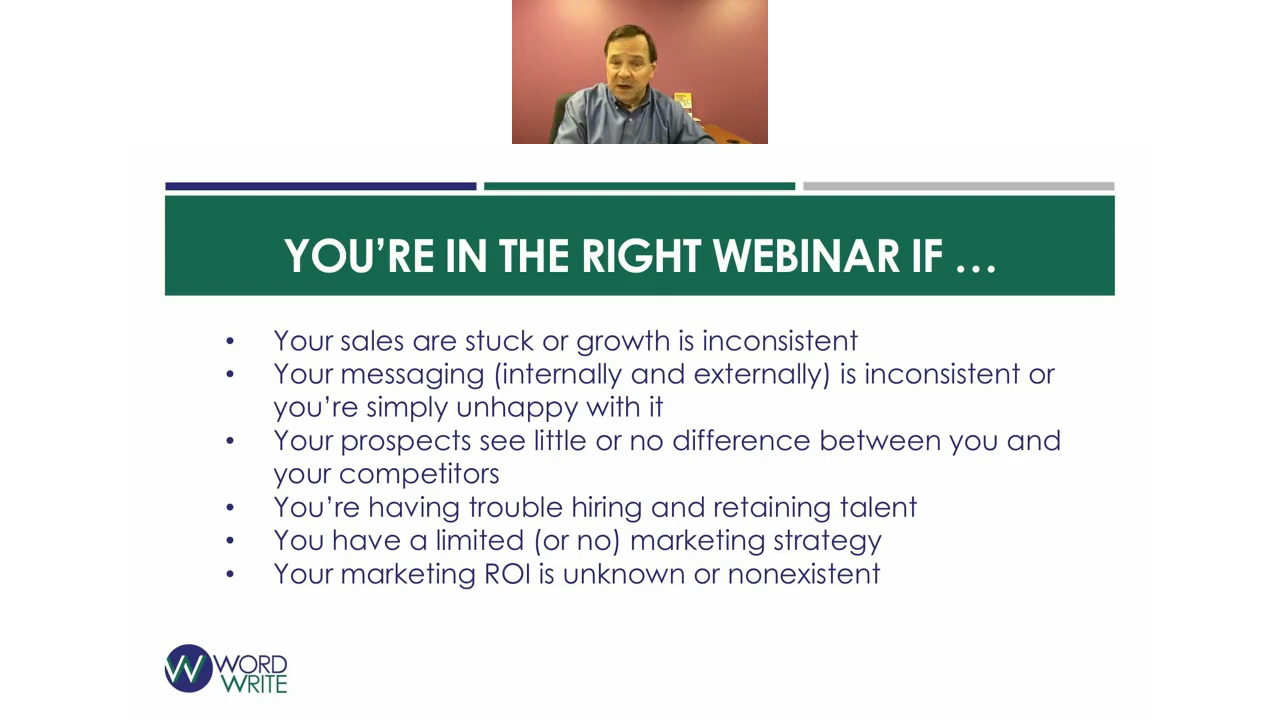 YOU'RE IN THE RIGHT WEBINAR IF …
• Your sales are stuck or growth is inconsistent
• Your messaging (internally and externally) is inconsistent or
you're simply unhappy with it
• Your prospects see little or no difference between you and
your competitors
• You're having trouble hiring and retaining talent
• You have a limited (or no) marketing strategy
• Your marketing ROI is unknown or nonexistent
W WORD
WRITE